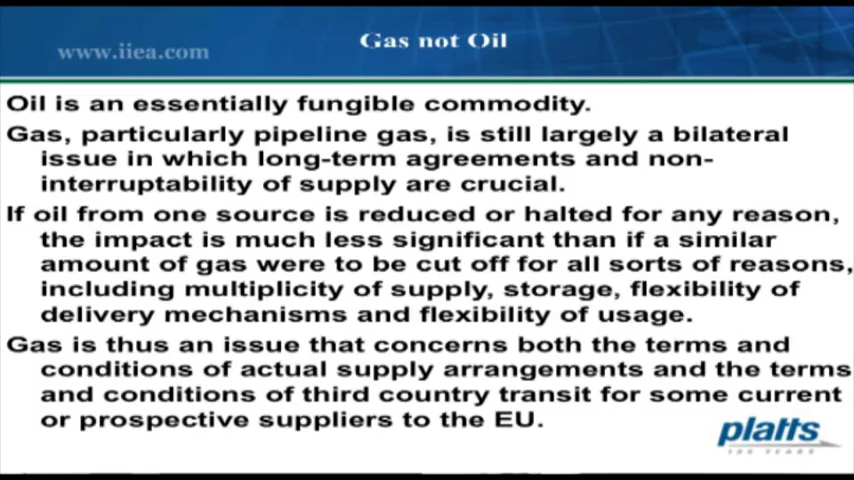 www.iiea.com
Gas not Oil
Oil is an essentially fungible commodity.
Gas, particularly pipeline gas, is still largely a bilateral
issue in which long-term agreements and non-
interruptability of supply are crucial.
If oil from one source is reduced or halted for any reason,
the impact is much less significant than if a similar
amount of gas were to be cut off for all sorts of reasons,
including multiplicity of supply, storage, flexibility of
delivery mechanisms and flexibility of usage.
Gas is thus an issue that concerns both the terms and
conditions of actual supply arrangements and the terms
and conditions of third country transit for some current
or prospective suppliers to the EU.
platts
100 YEARS